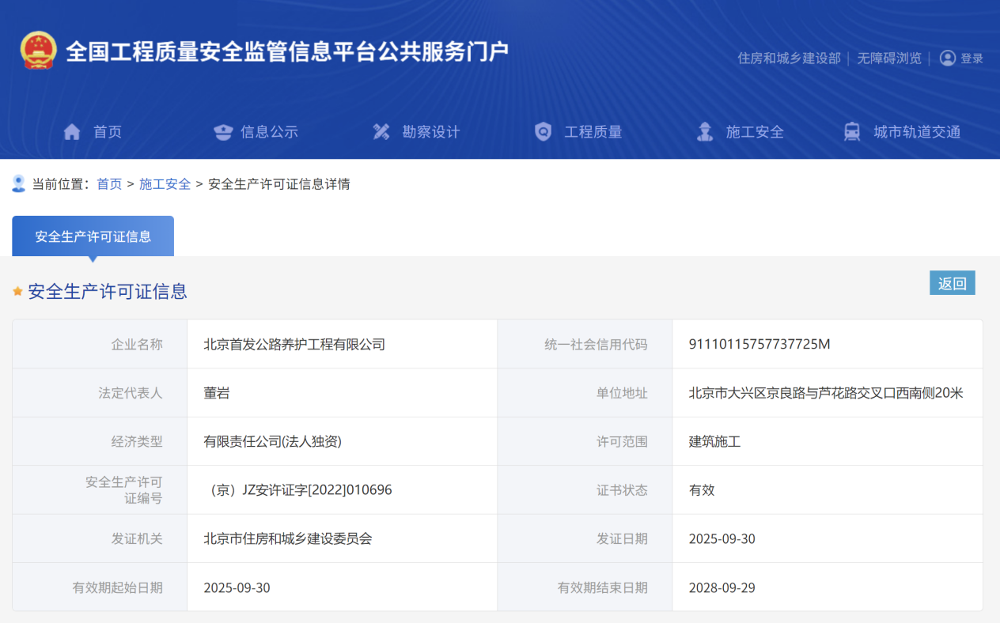 全国工程质量安全监管信息平台公共服务门户
住房和城乡建设部 | 无障碍浏览 | 登录
首页 信息公示 勘察设计 工程质量 施工安全 城市轨道交通
当前位置：首页 > 施工安全 > 安全生产许可证信息详情
安全生产许可证信息
安全生产许可证信息
返回
企业名称 北京首发公路养护工程有限公司 统一社会信用代码 91110115757737725M
法定代表人 董岩 单位地址 北京市大兴区京良路与芦花路交叉口西南侧20米
经济类型 有限责任公司(法人独资) 许可范围 建筑施工
安全生产许可
证编号 （京）JZ安许证字[2022]010696 证书状态 有效
发证机关 北京市住房和城乡建设委员会 发证日期 2025-09-30
有效期起始日期 2025-09-30 有效期结束日期 2028-09-29